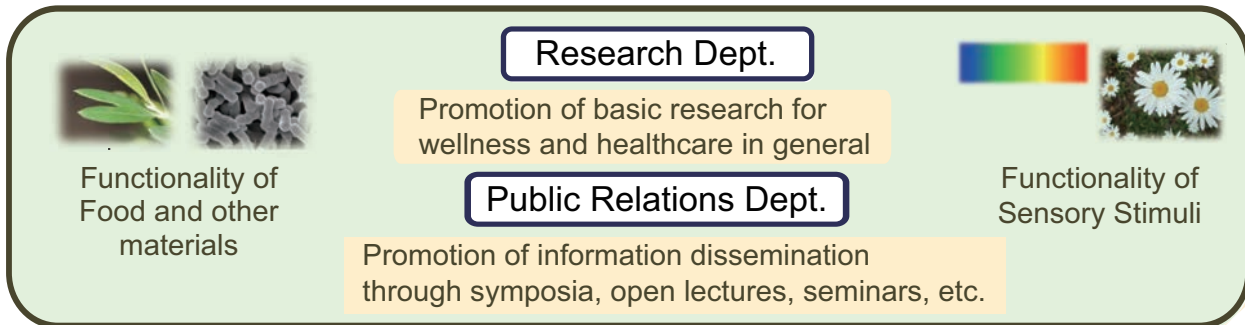 Research Dept.
Promotion of basic research for
wellness and healthcare in general
Functionality of
Food and other
materials
Public Relations Dept.
Functionality of
Sensory Stimuli
Promotion of information dissemination
through symposia, open lectures, seminars, etc.